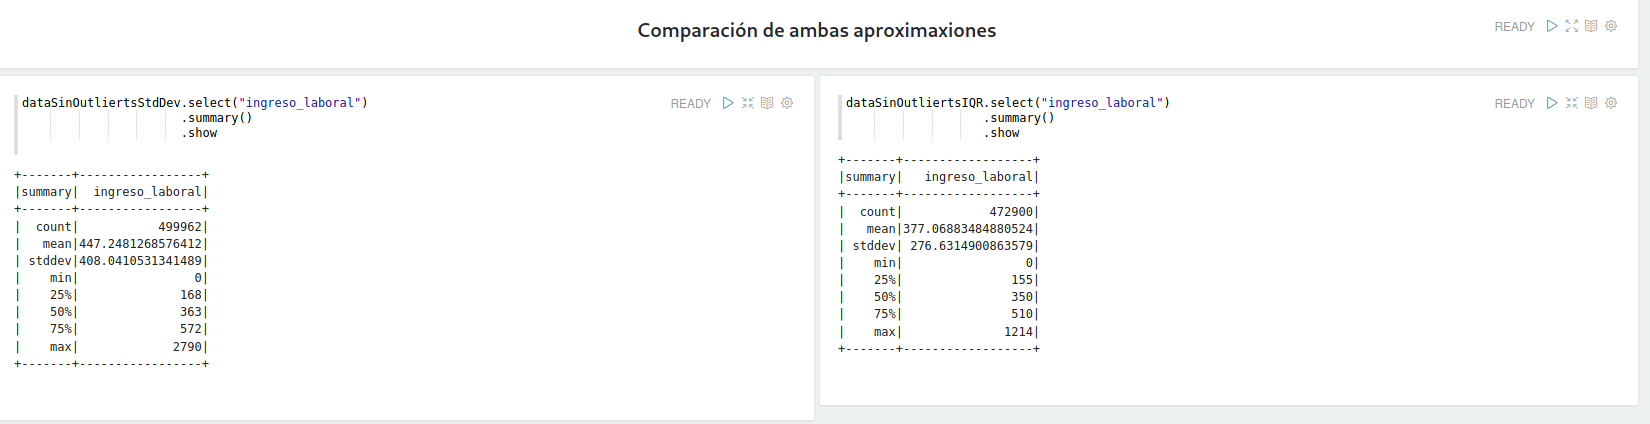 Comparación de ambas aproximaxiones
READY
dataSinOutliertsStdDev.select("ingreso_laboral")
.summary()
.show
READY
+-------+-----------------+
|summary|  ingreso_laboral|
+-------+-----------------+
|  count|           499962|
|   mean|447.2481268576412|
| stddev|408.0410531341489|
|    min|                0|
|    25%|              168|
|    50%|              363|
|    75%|              572|
|    max|             2790|
+-------+-----------------+
dataSinOutliertsIQR.select("ingreso_laboral")
.summary()
.show
READY
+-------+------------------+
|summary|   ingreso_laboral|
+-------+------------------+
|  count|            472900|
|   mean|377.06883484880524|
| stddev| 276.6314900863579|
|    min|                 0|
|    25%|               155|
|    50%|               350|
|    75%|               510|
|    max|              1214|
+-------+------------------+